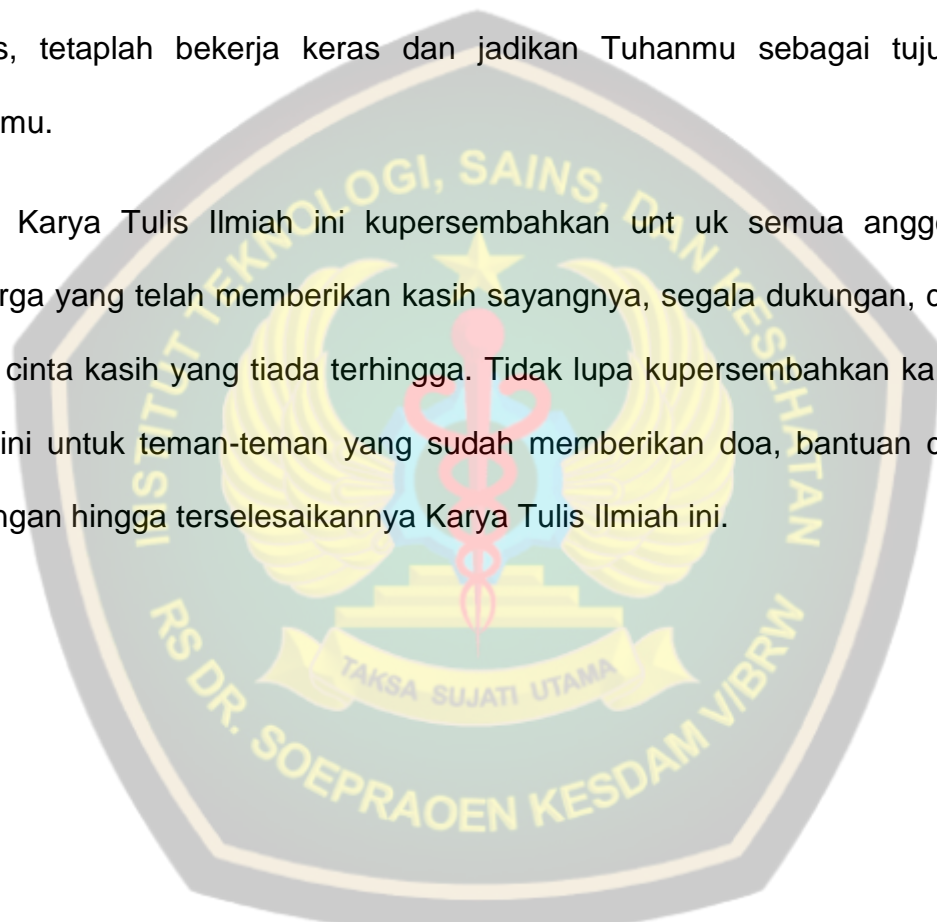 s, tetaplah bekerja keras dan jadikan Tuhanmu sebagai tuju
mu.
INSTITUT TEKNOLOGI, SAINS, DAN KESEHATAN
Karya Tulis Ilmiah ini kupersembahkan unt uk semua angg
rga yang telah memberikan kasih sayangnya, segala dukungan, d
cinta kasih yang tiada terhingga. Tidak lupa kupersembahkan ka
ini untuk teman-teman yang sudah memberikan doa, bantuan d
ngan hingga terselesaikannya Karya Tulis Ilmiah ini.
TAKSA SUJATI UTAMA
RS DR. SOEPRAOEN KESDAM V/BRW